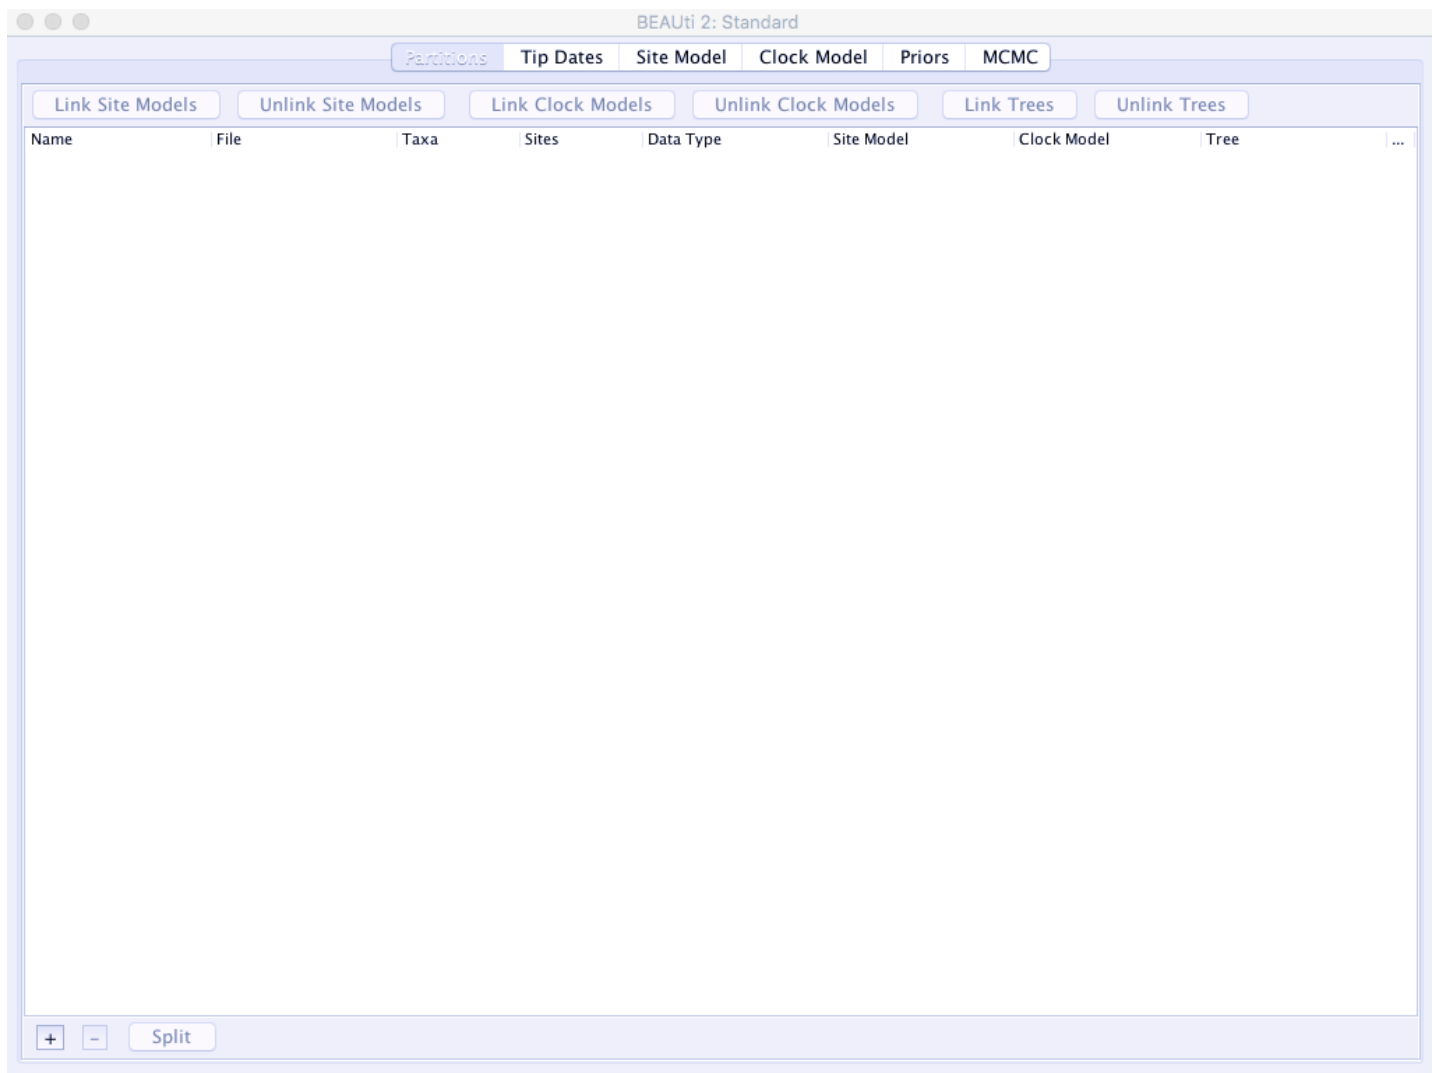 BEAUti 2: Standard
Partitions Tip Dates Site Model Clock Model Priors MCMC
Link Site Models Unlink Site Models Link Clock Models Unlink Clock Models Link Trees Unlink Trees
Name File Taxa Sites Data Type Site Model Clock Model Tree ...
+ - Split